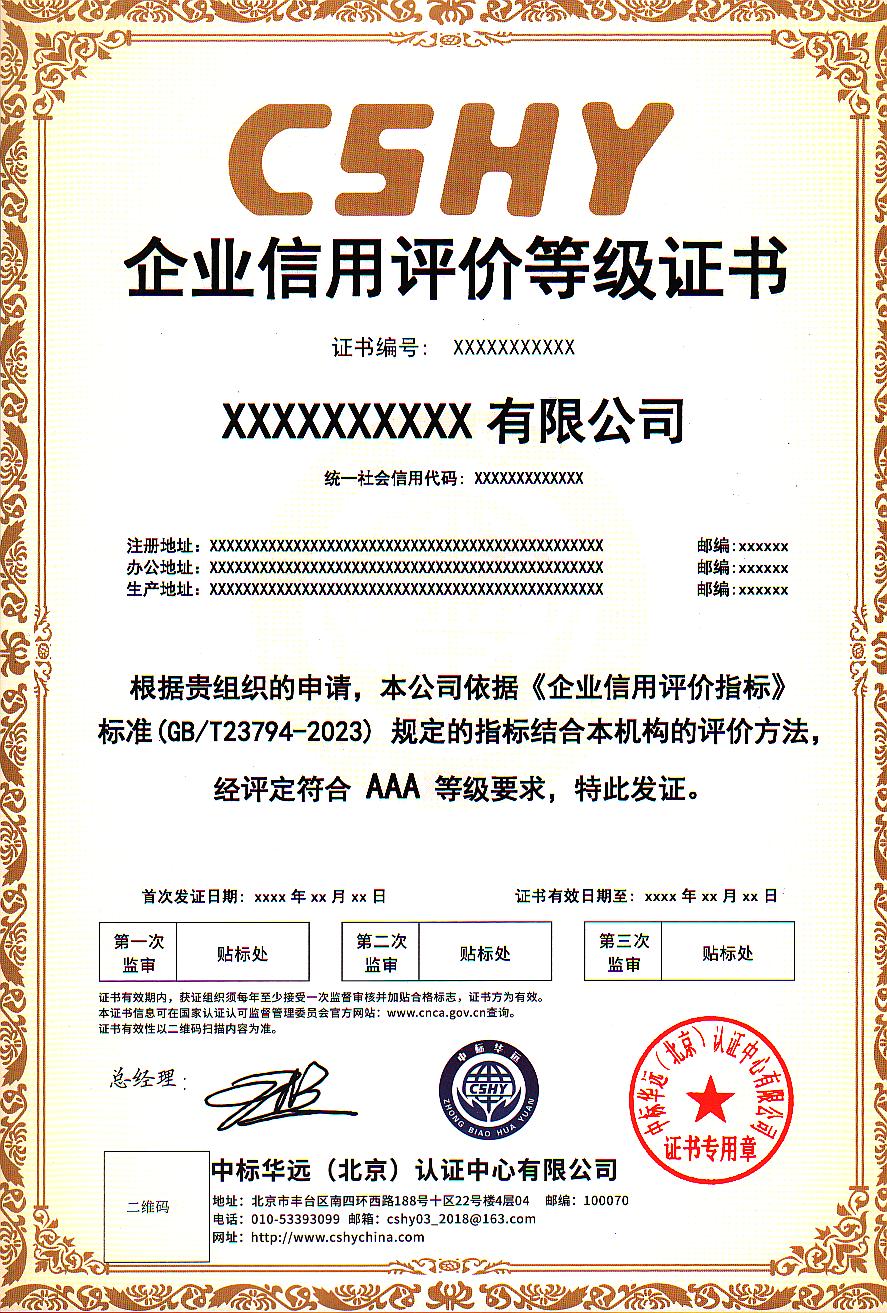 CSHY
企业信用评价等级证书
证书编号： XXXXXXXXXXX
XXXXXXXXXX 有限公司
统一社会信用代码：XXXXXXXXXXXXX
注册地址：XXXXXXXXXXXXXXXXXXXXXXXXXXXXXXXXXXXXXXXXXXXXXXX 邮编:xxxxxx
办公地址：XXXXXXXXXXXXXXXXXXXXXXXXXXXXXXXXXXXXXXXXXXXXXXX 邮编:xxxxxx
生产地址：XXXXXXXXXXXXXXXXXXXXXXXXXXXXXXXXXXXXXXXXXXXXXXX 邮编:xxxxxx
根据贵组织的申请，本公司依据《企业信用评价指标》
标准(GB/T23794-2023) 规定的指标结合本机构的评价方法，
经评定符合 AAA 等级要求，特此发证。
首次发证日期：xxxx 年 xx 月 xx 日 证书有效日期至：xxxx 年 xx 月 xx 日
第一次 监审 贴标处 第二次 监审 贴标处 第三次 监审 贴标处
证书有效期内，获证组织须每年至少接受一次监督审核并加贴合格标志，证书方为有效。
本证书信息可在国家认证认可监督管理委员会官方网站：www.cnca.gov.cn查询。
证书有效性以二维码扫描内容为准。
总经理：
中标华远
CSHY
ZHONG BIAO HUA YUAN
中标华远（北京）认证中心有限公司
证书专用章
二维码
中标华远（北京）认证中心有限公司
地址：北京市丰台区南四环西路188号十区22号楼4层04 邮编：100070
电话：010-53393099 邮箱：cshy03_2018@163.com
网址：http://www.cshychina.com